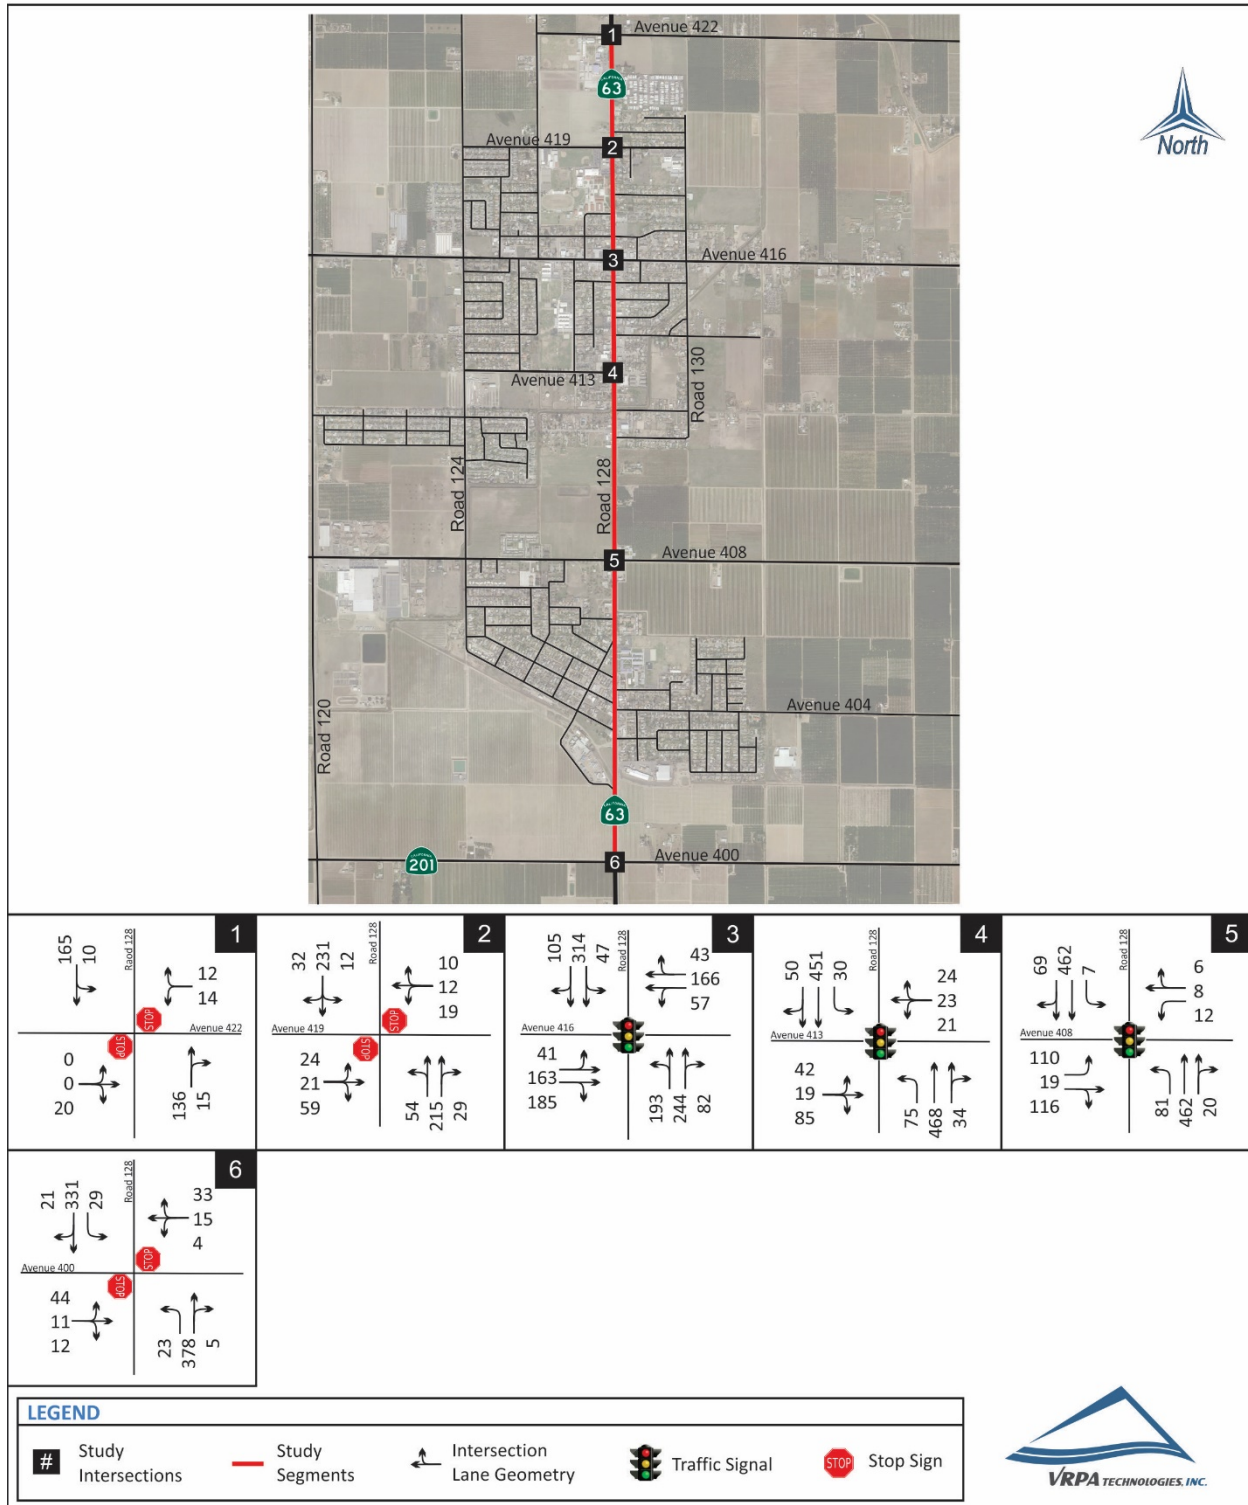 1
Avenue 422
CALIFORNIA
63
North
Avenue 419
2
3
Avenue 416
4
Avenue 413
Road 130
Road 124
Road 128
5
Avenue 408
Avenue 404
Road 120
63
Avenue 400
CALIFORNIA
201
6
1
Raod 128
165
10
12
14
STOP
Avenue 422
STOP
0
0
20
136
15
2
Road 128
32
231
12
10
12
19
STOP
Avenue 419
STOP
24
21
59
54
215
29
3
Road 128
105
314
47
43
166
57
Avenue 416
41
163
185
193
244
82
4
Road 128
50
451
30
24
23
21
Avenue 413
42
19
85
75
468
34
5
Road 128
69
462
7
6
8
12
Avenue 408
110
19
116
81
462
20
6
Road 128
21
331
29
33
15
4
STOP
Avenue 400
STOP
44
11
12
23
378
5
LEGEND
# Study Intersections
Study Segments
Intersection Lane Geometry
Traffic Signal
STOP Stop Sign
VRPA TECHNOLOGIES, INC.